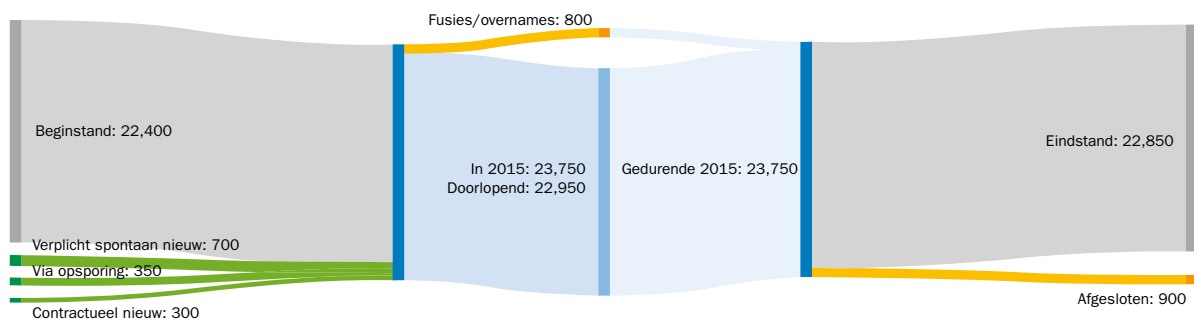 Fusies/overnames: 800
Beginstand: 22,400
Eindstand: 22,850
In 2015: 23,750
Doorlopend: 22,950
Gedurende 2015: 23,750
Verplicht spontaan nieuw: 700
Via opsporing: 350
Contractueel nieuw: 300
Afgesloten: 900